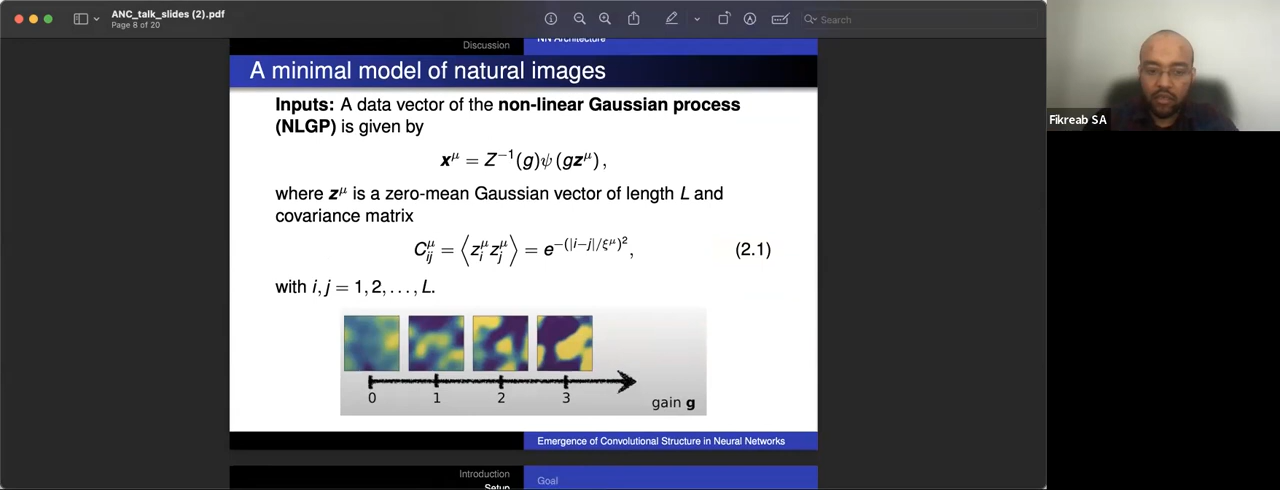 ANC_talk_slides (2).pdf
Page 8 of 20
Search
Discussion
NN Architecture
A minimal model of natural images
Inputs: A data vector of the non-linear Gaussian process
(NLGP) is given by
x^μ = Z^{-1}(g)ψ(gz^μ),
where z^μ is a zero-mean Gaussian vector of length L and
covariance matrix
C_{ij}^μ = ⟨z_i^μ z_j^μ⟩ = e^{-(|i-j|/ξ^μ)^2}, (2.1)
with i, j = 1, 2, . . . , L.
0 1 2 3
gain g
Emergence of Convolutional Structure in Neural Networks
Introduction
Setup
Goal
Fikreab SA